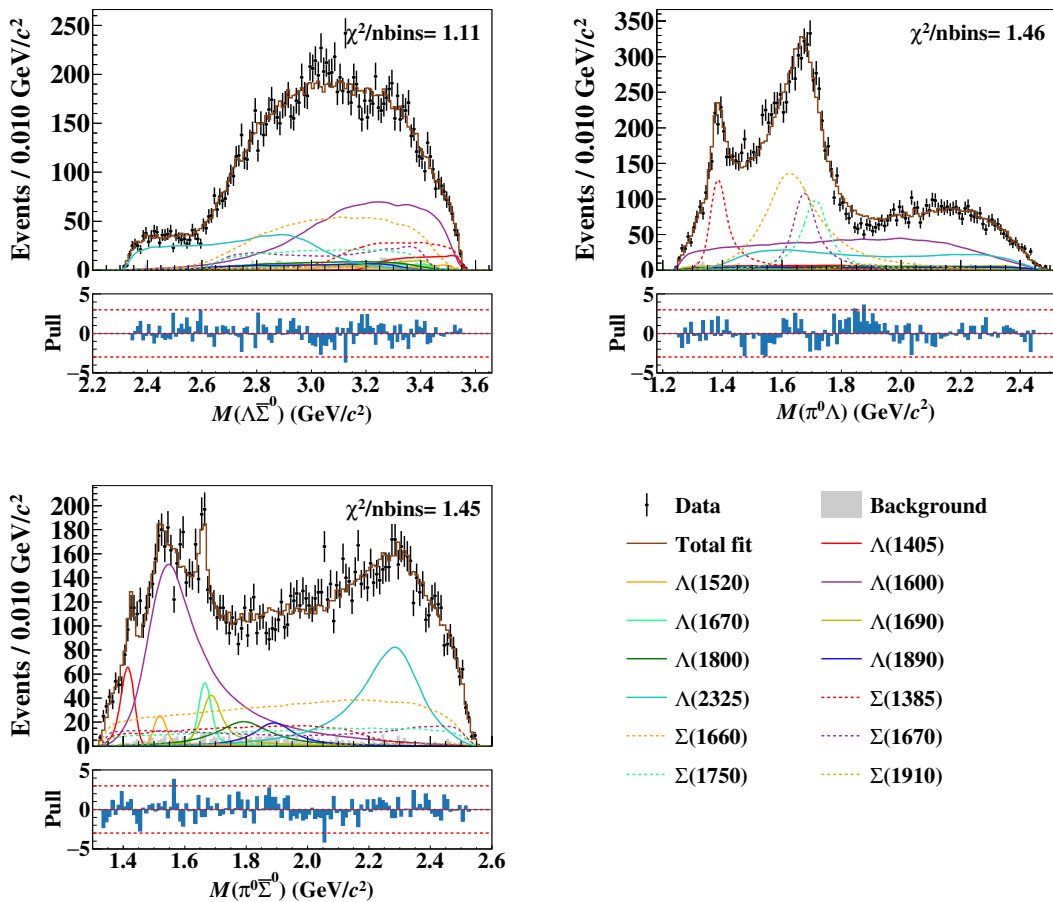 Events / 0.010 GeV/c²
250
200
150
100
50
0
χ²/nbins= 1.11
Pull
5
0
−5
2.2 2.4 2.6 2.8 3.0 3.2 3.4 3.6
M(ΛΣ̅⁰) (GeV/c²)
Events / 0.010 GeV/c²
350
300
250
200
150
100
50
0
χ²/nbins= 1.46
Pull
5
0
−5
1.2 1.4 1.6 1.8 2.0 2.2 2.4
M(π⁰Λ) (GeV/c²)
Events / 0.010 GeV/c²
200
180
160
140
120
100
80
60
40
20
0
χ²/nbins= 1.45
Pull
5
0
−5
1.4 1.6 1.8 2.0 2.2 2.4 2.6
M(π⁰Σ̅⁰) (GeV/c²)
Data Background
Total fit Λ(1405)
Λ(1520) Λ(1600)
Λ(1670) Λ(1690)
Λ(1800) Λ(1890)
Λ(2325) Σ(1385)
Σ(1660) Σ(1670)
Σ(1750) Σ(1910)